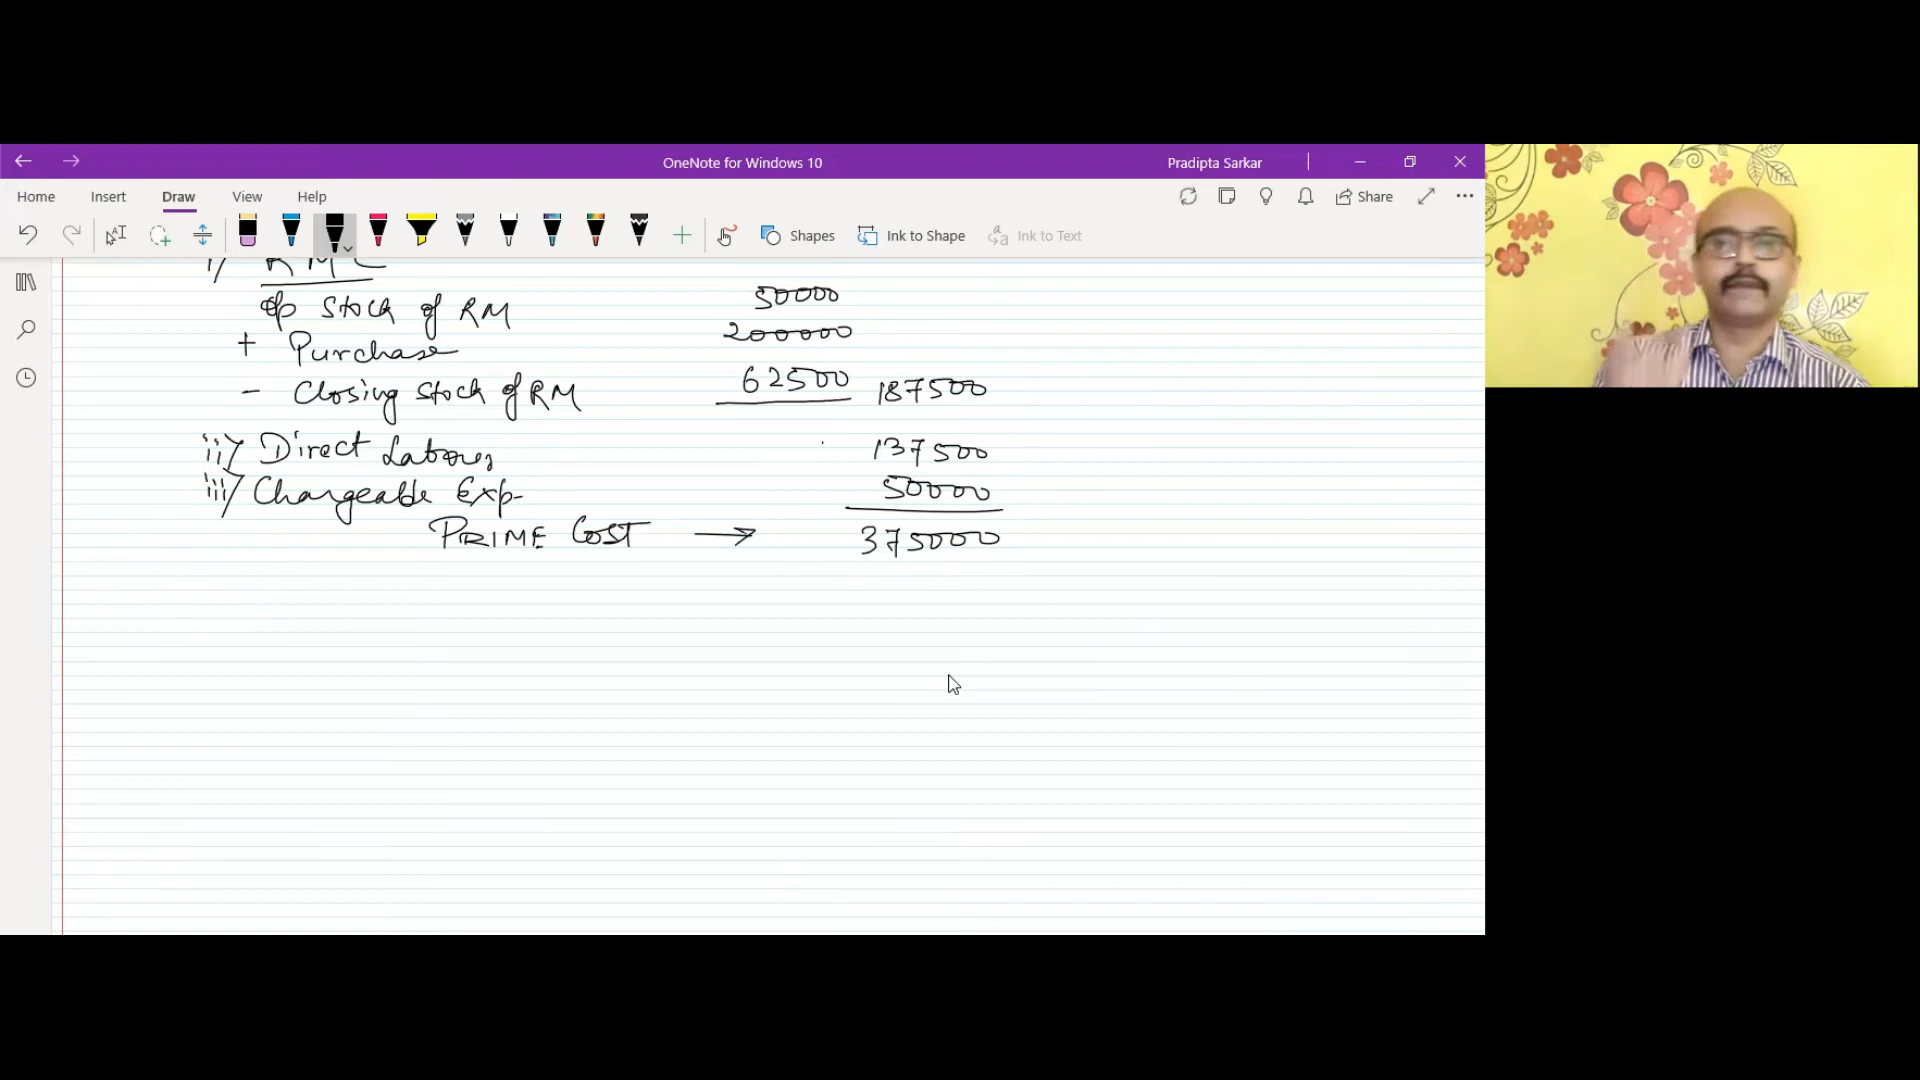 OneNote for Windows 10
Pradipta Sarkar
Home Insert Draw View Help
Share
Shapes
Ink to Shape
Ink to Text
i) RMC
op Stock of RM 50000
+ Purchase 200000
- Closing Stock of RM 62500 187500
ii) Direct Labour 137500
iii) Chargeable Exp- 50000
PRIME COST → 375000